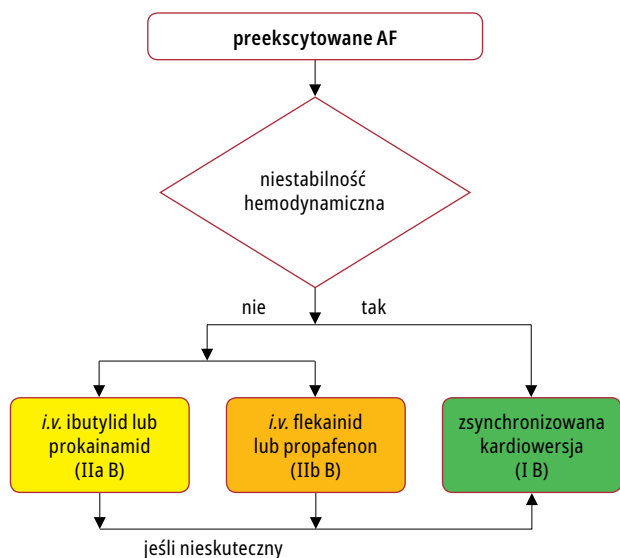 preekscytowane AF
niestabilność
hemodynamiczna
nie
tak
i.v. ibutylid lub
prokainamid
(IIa B)
i.v. flekainid
lub propafenon
(IIb B)
zsynchronizowana
kardiowersja
(I B)
jeśli nieskuteczny